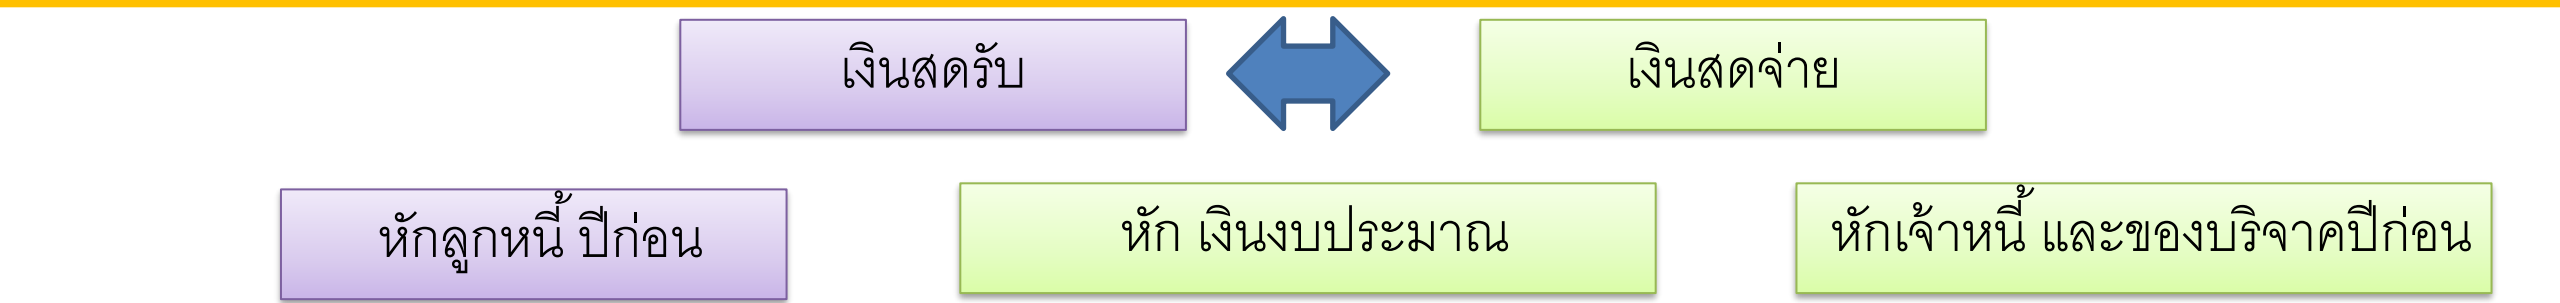 เงินสดรับ
เงินสดจ่าย
หักลูกหนี้ ปีก่อน
หัก เงินงบประมาณ
หักเจ้าหนี้ และของบริจาคปีก่อน